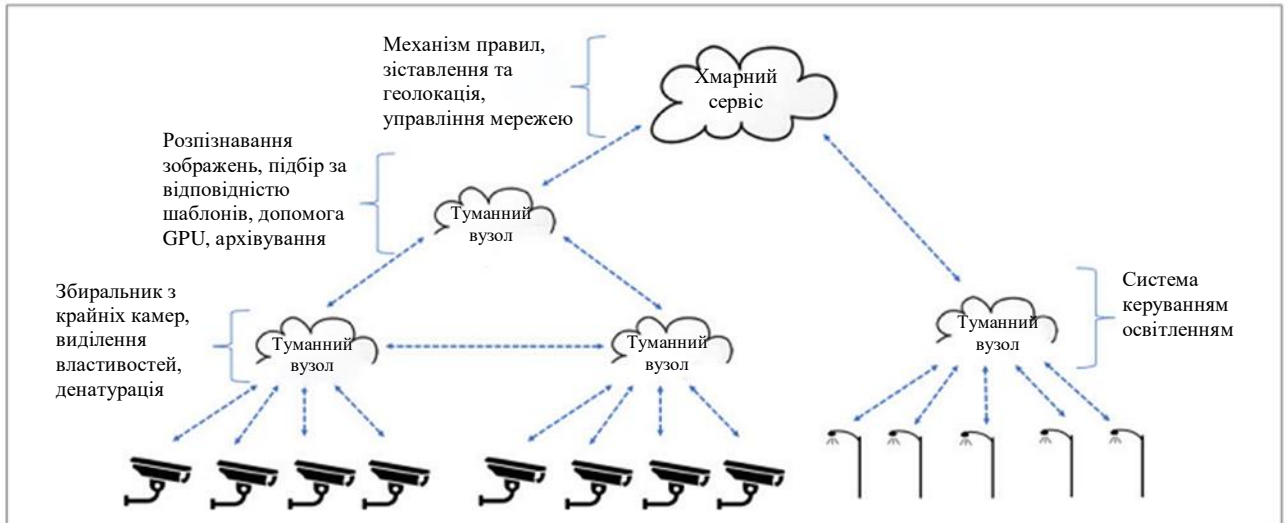 Механізм правил,
зіставлення та
геолокація,
управління мережею
Хмарний
сервіс
Розпізнавання
зображень, підбір за
відповідністю
шаблонів, допомога
GPU, архівування
Туманний
вузол
Збиральник з
крайніх камер,
виділення
властивостей,
денатурація
Туманний
вузол
Туманний
вузол
Туманний
вузол
Система
керуванням
освітленням